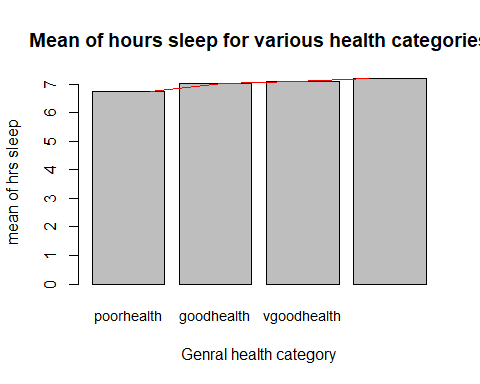 Mean of hours sleep for various health categories
mean of hrs sleep
7
6
5
4
3
2
1
0
poorhealth goodhealth vgoodhealth
Genral health category